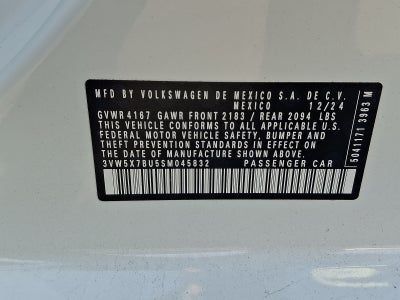 MFD BY VOLKSWAGEN DE MEXICO S.A. DE C.V.
MEXICO 12/24
GVWR 4167 GAWR FRONT 2183 / REAR 2094 LBS
THIS VEHICLE CONFORMS TO ALL APPLICABLE U.S.
FEDERAL MOTOR VEHICLE SAFETY, BUMPER AND
THEFT PREVENTION STANDARDS IN EFFECT ON THE
DATE OF MANUFACTURE SHOWN ABOVE.
3VW5X7BU5SM045832 PASSENGER CAR
5041171 3963 M